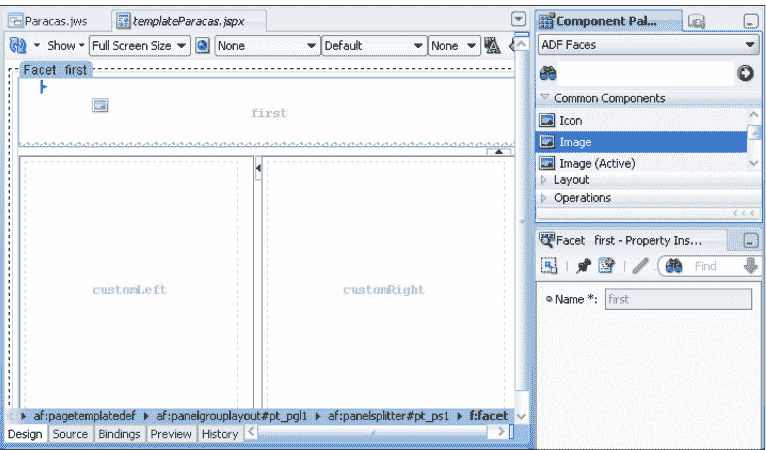 Paracas.jws templateParacas.jspx
Show Full Screen Size None Default None
Facet first
first
customLeft customRight
af:pagetemplatedef af:panelgrouplayout#pt_pgl1 af:panelsplitter#pt_ps1 f:facet
Design Source Bindings Preview History
Component Pal...
ADF Faces
Common Components
Icon
Image
Image (Active)
Layout
Operations
Facet first - Property Ins...
Find
Name *: first